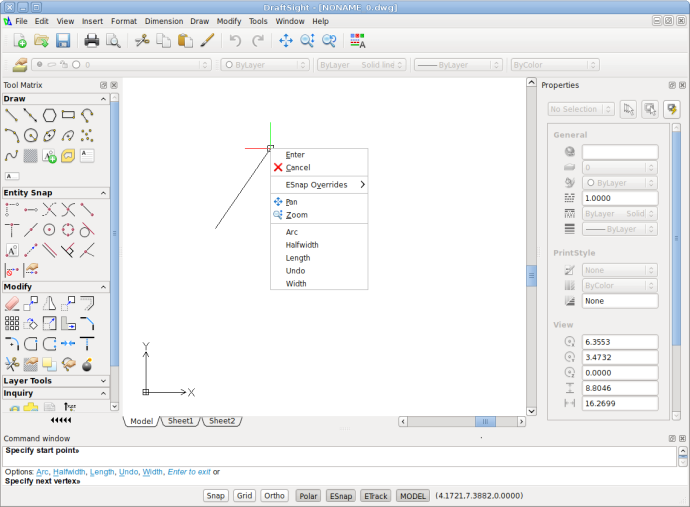 DraftSight - [NONAME_0.dwg]
File Edit View Insert Format Dimension Draw Modify Tools Window Help
0 ByLayer ByLayer Solid line ByLayer ByColor
Tool Matrix
Draw
A
A
Entity Snap
A
Modify
Layer Tools
Inquiry
Enter
Cancel
ESnap Overrides
Pan
Zoom
Arc
Halfwidth
Length
Undo
Width
Y
X
Model Sheet1 Sheet2
Properties
No Selection
General
0
ByLayer
1.0000
ByLayer Solid
ByLayer
PrintStyle
None
ByColor
None
View
6.3553
3.4732
0.0000
8.8046
16.2699
Command window
Specify start point»
Options: Arc, Halfwidth, Length, Undo, Width, Enter to exit or
Specify next vertex»
Snap Grid Ortho Polar ESnap ETrack MODEL (4.1721,7.3882,0.0000)